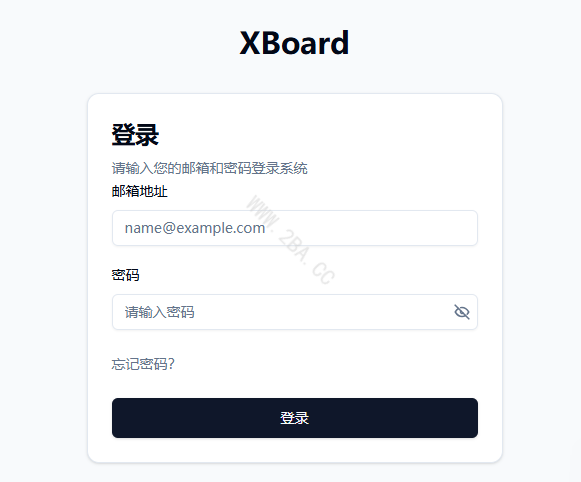 XBoard
登录
请输入您的邮箱和密码登录系统
邮箱地址
name@example.com
WWW.2BA.CC
密码
请输入密码
忘记密码?
登录